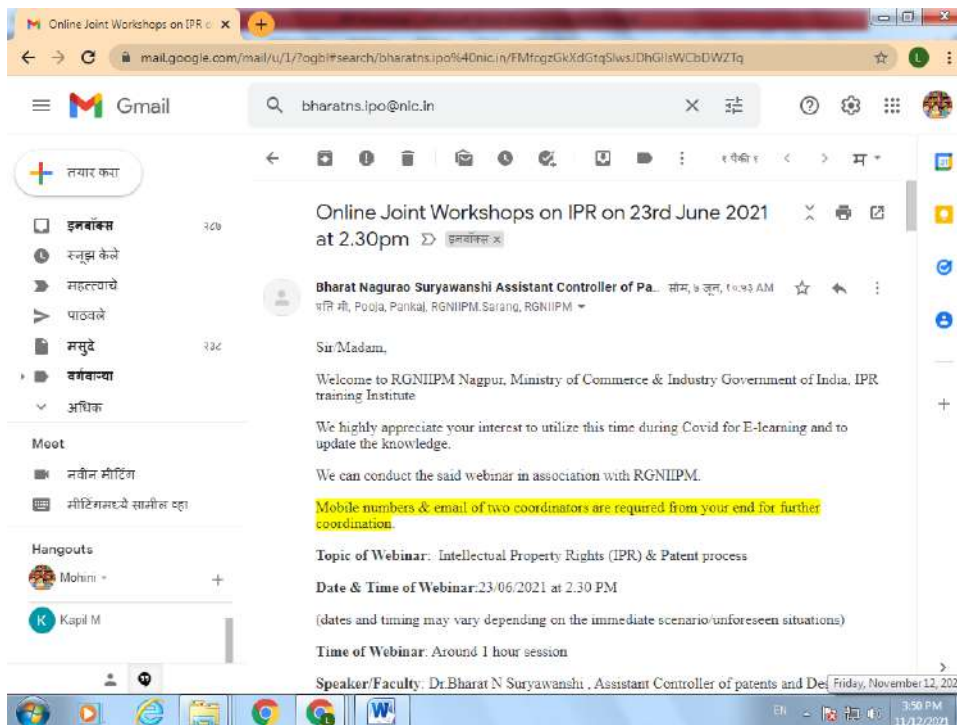 Online Joint Workshops on IPR o
mail.google.com/mail/u/1/?ogbl#search/bharatns.ipo%40nic.in/FMfcgzGkXdGtqSlwsJDhGllsWCbDWZTq
L
Gmail
bharatns.ipo@nic.in
तयार करा
१ पैकी १
म
Online Joint Workshops on IPR on 23rd June 2021
at 2.30pm इनबॉक्स x
इनबॉक्स २८७
स्नूझ केले
महत्त्वाचे
पाठवले
मसुदे २३८
वर्गवाऱ्या
अधिक
Bharat Nagurao Suryawanshi Assistant Controller of Pa.. सोम, ७ जून, १०:५३ AM
प्रति मी, Pooja, Pankaj, RGNIIPM.Sarang, RGNIIPM
Sir/Madam,
Welcome to RGNIIPM Nagpur, Ministry of Commerce & Industry Government of India, IPR
training Institute
We highly appreciate your interest to utilize this time during Covid for E-learning and to
update the knowledge.
We can conduct the said webinar in association with RGNIIPM.
Mobile numbers & email of two coordinators are required from your end for further
coordination.
Topic of Webinar: Intellectual Property Rights (IPR) & Patent process
Date & Time of Webinar:23/06/2021 at 2.30 PM
(dates and timing may vary depending on the immediate scenario/unforeseen situations)
Time of Webinar: Around 1 hour session
Speaker/Faculty: Dr.Bharat N Suryawanshi , Assistant Controller of patents and De
Meet
नवीन मीटिंग
मीटिंगमध्ये सामील व्हा
Hangouts
Mohini
K Kapil M
Friday, November 12, 202
EN
3:50 PM
11/12/2021